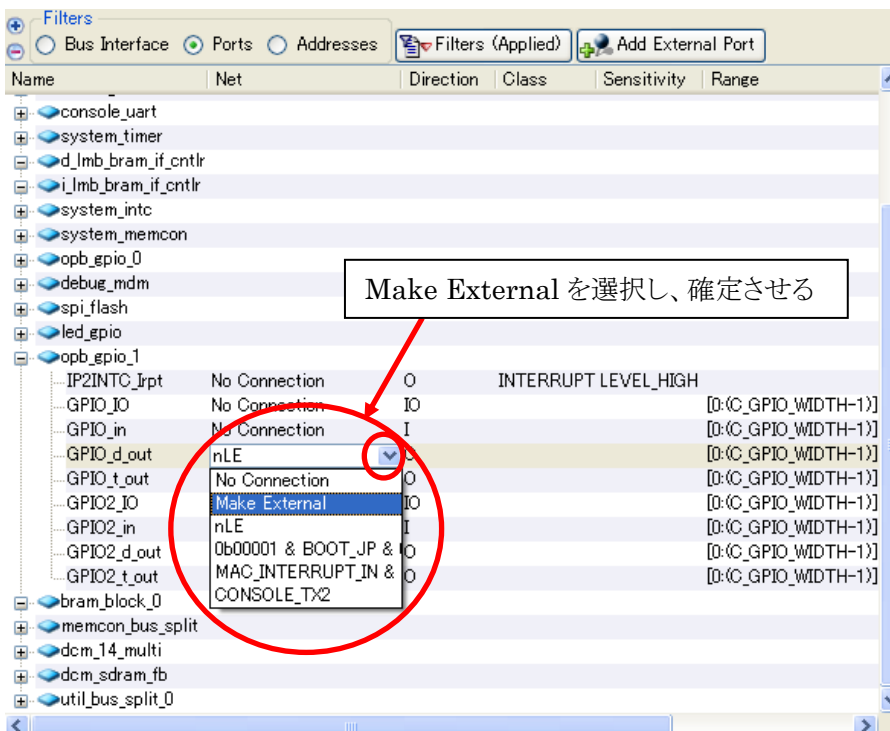 Filters
Bus Interface Ports Addresses Filters (Applied) Add External Port
Name Net Direction Class Sensitivity Range
console_uart
system_timer
d_lmb_bram_if_cntlr
i_lmb_bram_if_cntlr
system_intc
system_memcon
opb_gpio_0
debug_mdm
Make External を選択し、確定させる
spi_flash
led_gpio
opb_gpio_1
IP2INTC_Irpt No Connection O INTERRUPT LEVEL_HIGH
GPIO_IO No Connection IO [0:(C_GPIO_WIDTH-1)]
GPIO_in No Connection I [0:(C_GPIO_WIDTH-1)]
GPIO_d_out nLE O [0:(C_GPIO_WIDTH-1)]
GPIO_t_out No Connection O [0:(C_GPIO_WIDTH-1)]
GPIO2_IO Make External IO [0:(C_GPIO_WIDTH-1)]
GPIO2_in nLE I [0:(C_GPIO_WIDTH-1)]
GPIO2_d_out 0b00001 & BOOT_JP & O [0:(C_GPIO_WIDTH-1)]
GPIO2_t_out MAC_INTERRUPT_IN & O [0:(C_GPIO_WIDTH-1)]
bram_block_0 CONSOLE_TX2
memcon_bus_split
dcm_14_multi
dcm_sdram_fb
util_bus_split_0